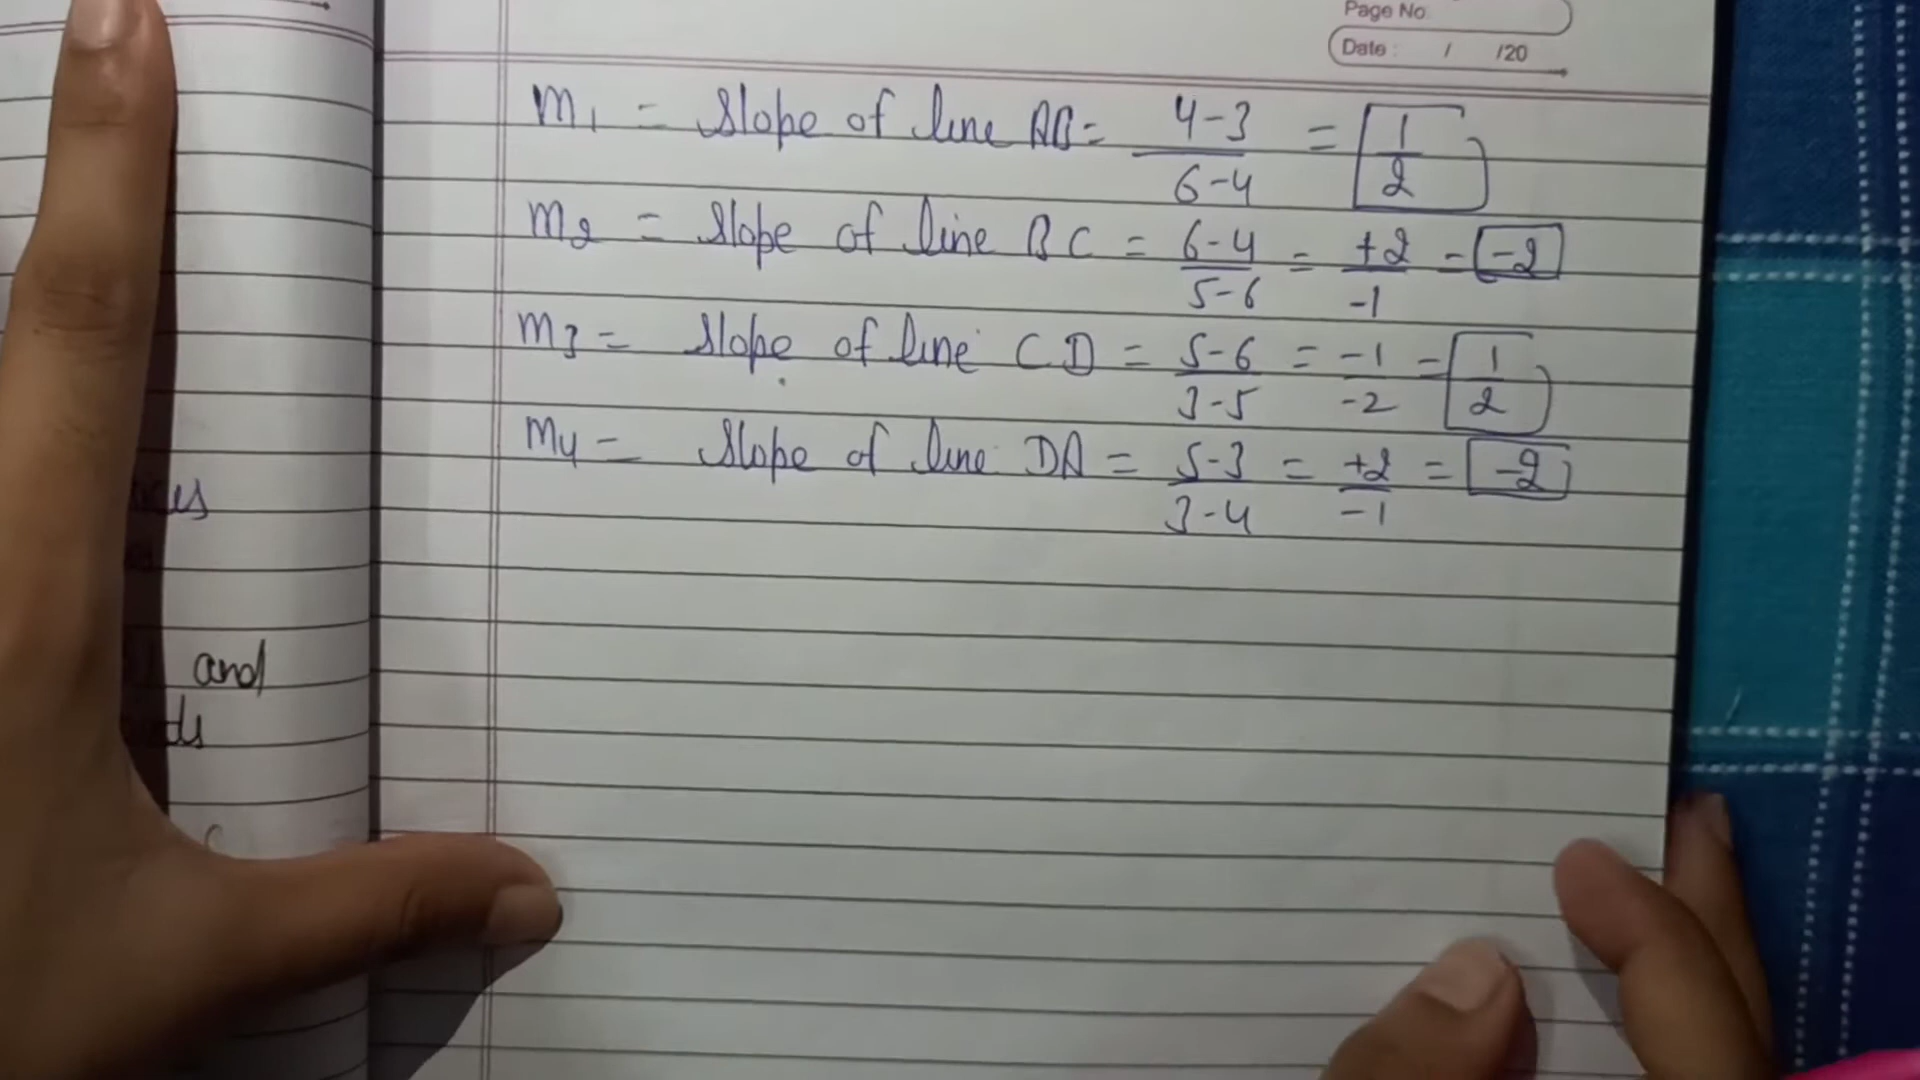 Page No.
Date : / /20
m1 = Slope of line AB = 4-3 / 6-4 = 1/2
m2 = Slope of line BC = 6-4 / 5-6 = +2 / -1 = -2
m3 = Slope of line CD = 5-6 / 3-5 = -1 / -2 = 1/2
m4 = Slope of line DA = 5-3 / 3-4 = +2 / -1 = -2
and